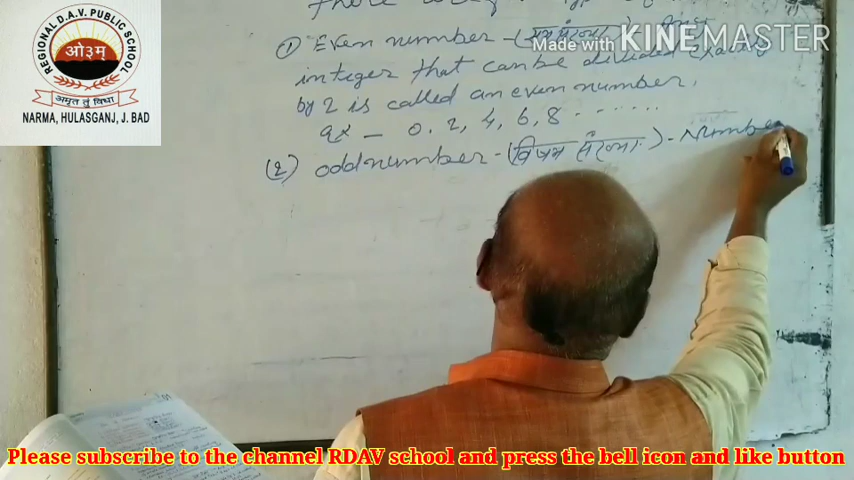 REGIONAL D.A.V. PUBLIC SCHOOL
ओ३म्
अमृत तु विद्या
NARMA, HULASGANJ, J. BAD
Made with KINEMASTER
① Even number - (सम संख्या) -
integer that can be divided exactly
by 2 is called an even number.
0. 2, 4, 6, 8 .......
(2) odd number - (विषम संख्या) - Number
Please subscribe to the channel RDAV school and press the bell icon and like button